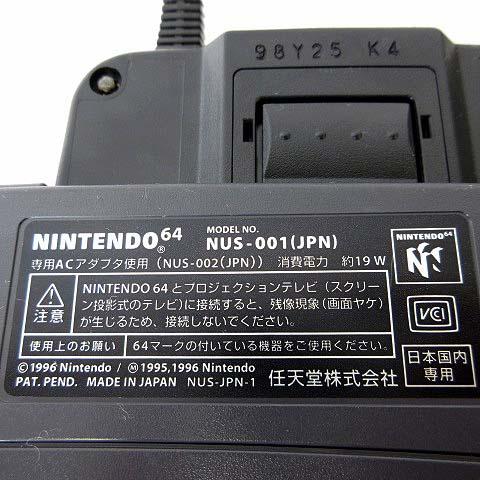 98Y25 K4
NINTENDO64®
MODEL NO.
NUS-001(JPN)
専用ACアダプタ使用(NUS-002(JPN)) 消費電力 約19W
注意
NINTENDO 64とプロジェクションテレビ(スクリー
ン投影式のテレビ)に接続すると、残像現象(画面ヤケ)
が生じるため、接続しないでください。
使用上のお願い 64マークの付いている機器をご使用ください。
©1996 Nintendo / Ⓜ1995,1996 Nintendo
PAT. PEND. MADE IN JAPAN NUS-JPN-1 任天堂株式会社
NINTENDO64
VCI
日本国内
専用